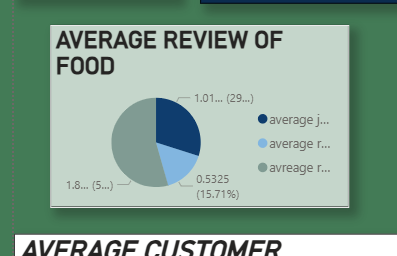 AVERAGE REVIEW OF
FOOD
1.01... (29...)
average j...
average r...
avreage r...
0.5325
(15.71%)
1.8... (5...)
AVERAGE CUSTOMER